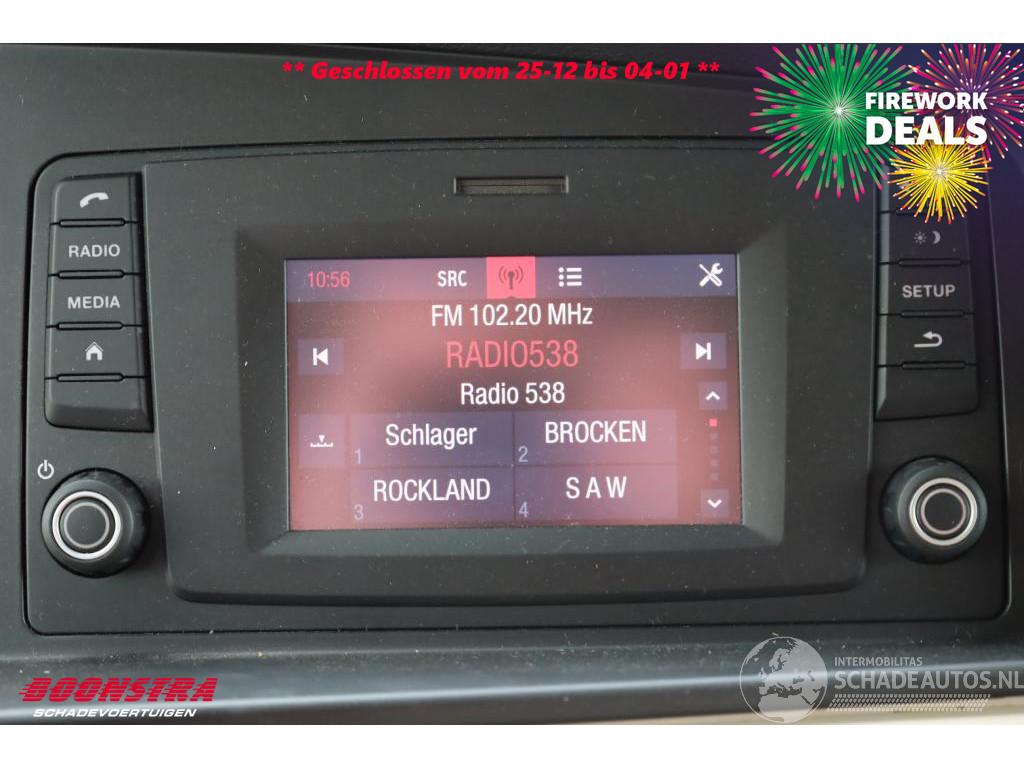 ** Geschlossen vom 25-12 bis 04-01 **
FIREWORK
DEALS
RADIO
MEDIA
SETUP
10:56 SRC
FM 102.20 MHz
RADIO538
Radio 538
1 Schlager
2 BROCKEN
3 ROCKLAND
4 S A W
BOONSTRA
SCHADEVOERTUIGEN
INTERMOBILITAS
SCHADEAUTOS.NL